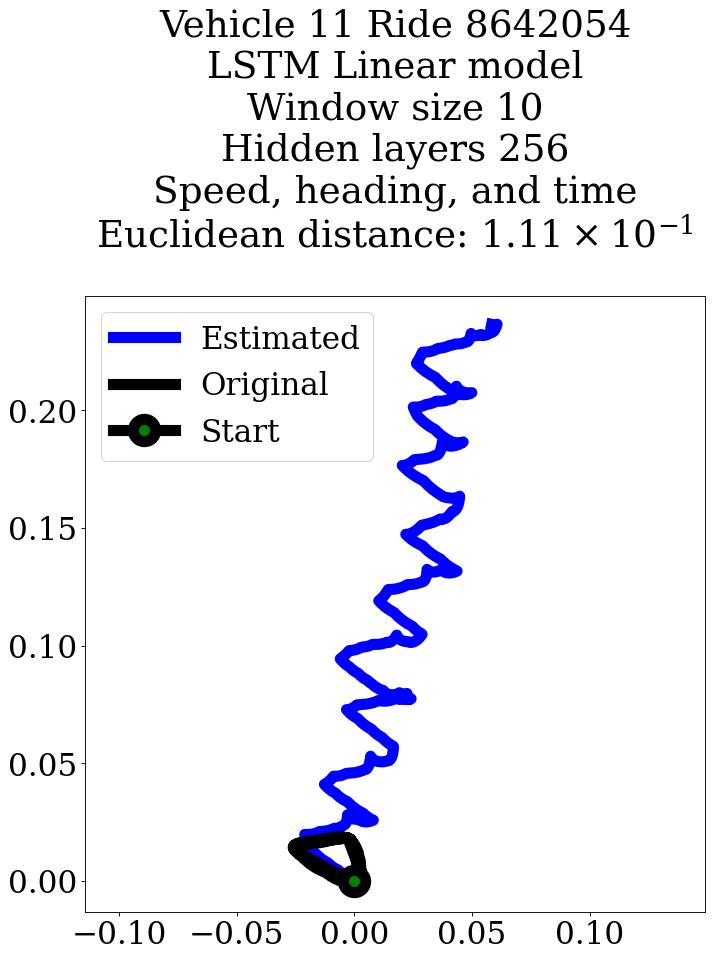 Vehicle 11 Ride 8642054
LSTM Linear model
Window size 10
Hidden layers 256
Speed, heading, and time
Euclidean distance: 1.11 × 10⁻¹
Estimated
Original
Start
0.20
0.15
0.10
0.05
0.00
−0.10 −0.05 0.00 0.05 0.10